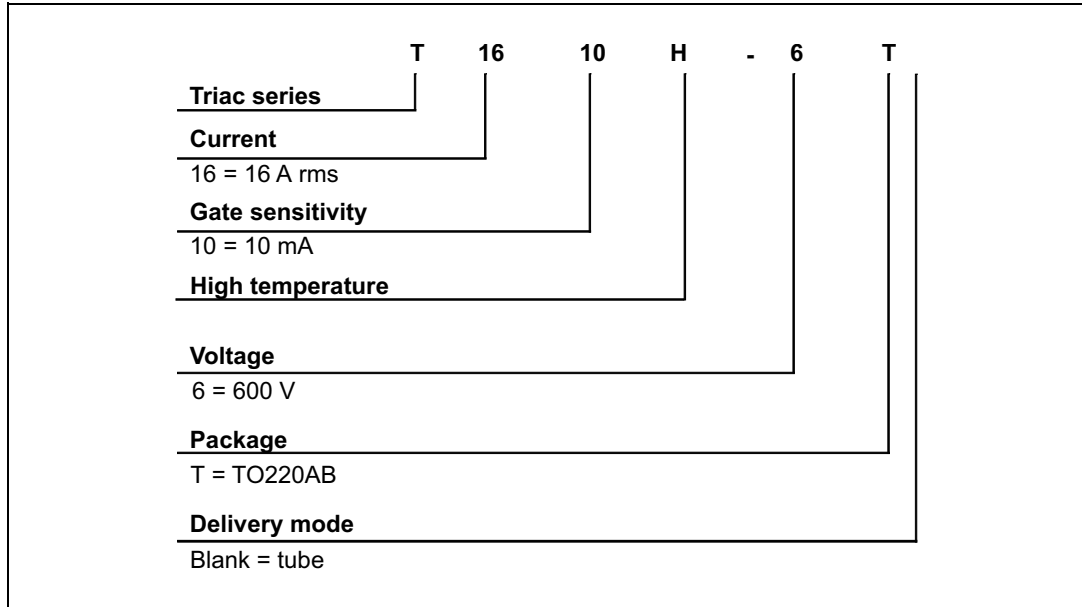 T 16 10 H - 6 T
Triac series
Current
16 = 16 A rms
Gate sensitivity
10 = 10 mA
High temperature
Voltage
6 = 600 V
Package
T = TO220AB
Delivery mode
Blank = tube